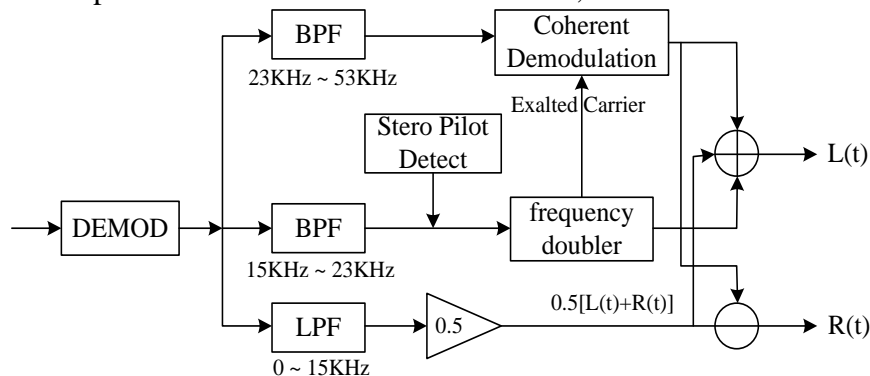 BPF
23KHz ~ 53KHz
Coherent
Demodulation
Exalted Carrier
Stero Pilot
Detect
L(t)
DEMOD
BPF
15KHz ~ 23KHz
frequency
doubler
LPF
0 ~ 15KHz
0.5
0.5[L(t)+R(t)]
R(t)